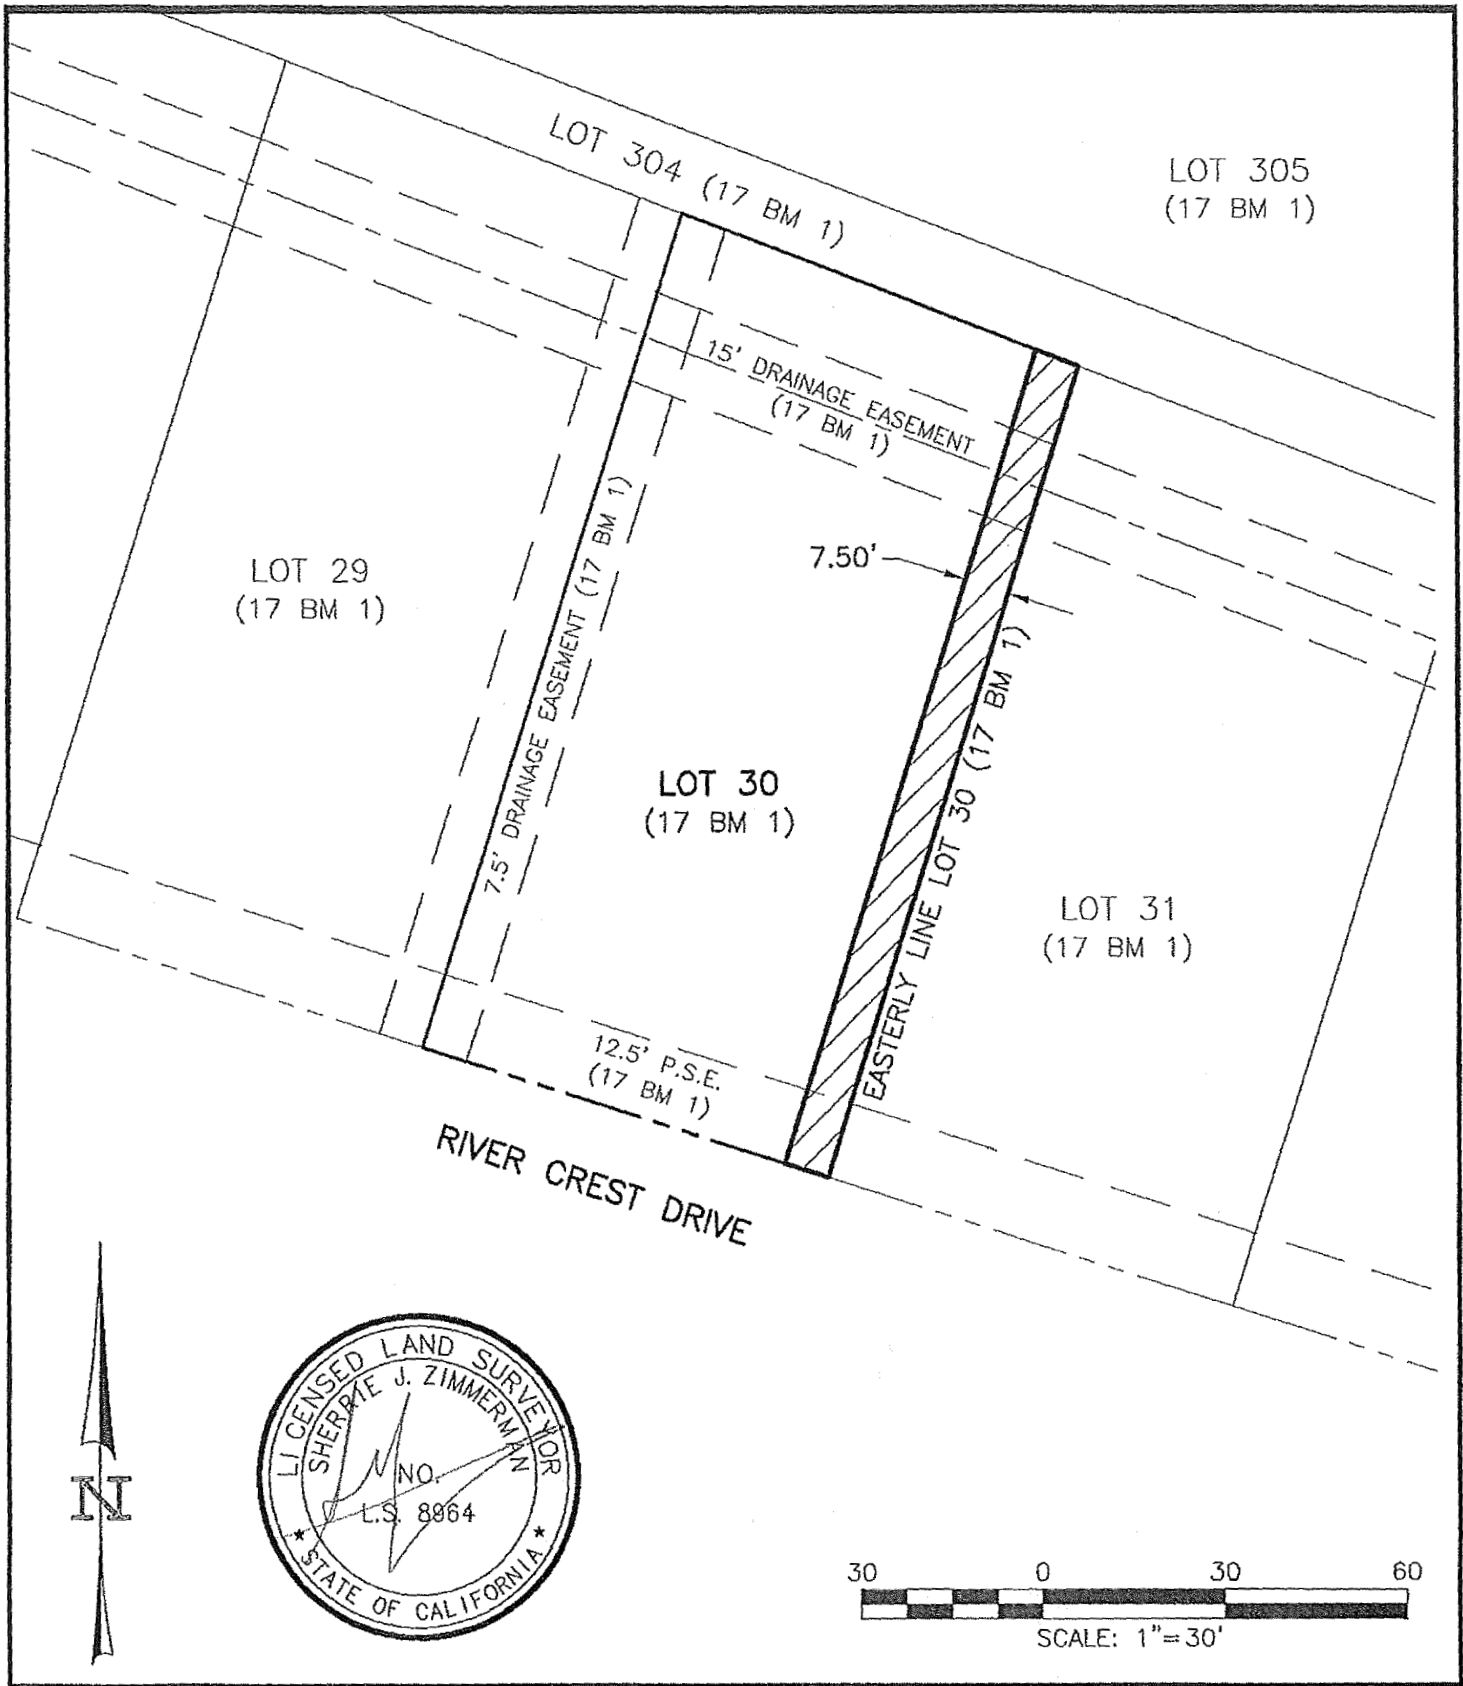 LOT 304 (17 BM 1)
LOT 305
(17 BM 1)
15' DRAINAGE EASEMENT
(17 BM 1)
7.50'
LOT 29
(17 BM 1)
7.5' DRAINAGE EASEMENT (17 BM 1)
LOT 30
(17 BM 1)
EASTERLY LINE LOT 30 (17 BM 1)
LOT 31
(17 BM 1)
12.5' P.S.E.
(17 BM 1)
RIVER CREST DRIVE
N
LICENSED LAND SURVEYOR
SHERRIE J. ZIMMERMAN
NO.
L.S. 8964
★ STATE OF CALIFORNIA ★
30 0 30 60
SCALE: 1"=30'